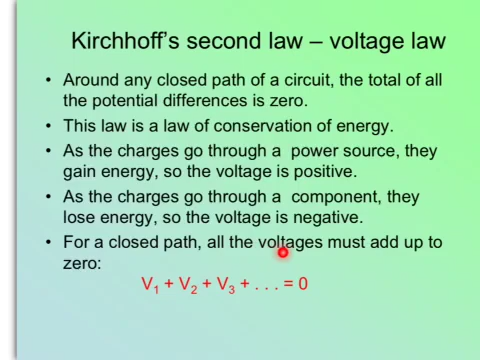 Kirchhoff's second law – voltage law
• Around any closed path of a circuit, the total of all
the potential differences is zero.
• This law is a law of conservation of energy.
• As the charges go through a power source, they
gain energy, so the voltage is positive.
• As the charges go through a component, they
lose energy, so the voltage is negative.
• For a closed path, all the voltages must add up to
zero:
V₁ + V₂ + V₃ + . . . = 0